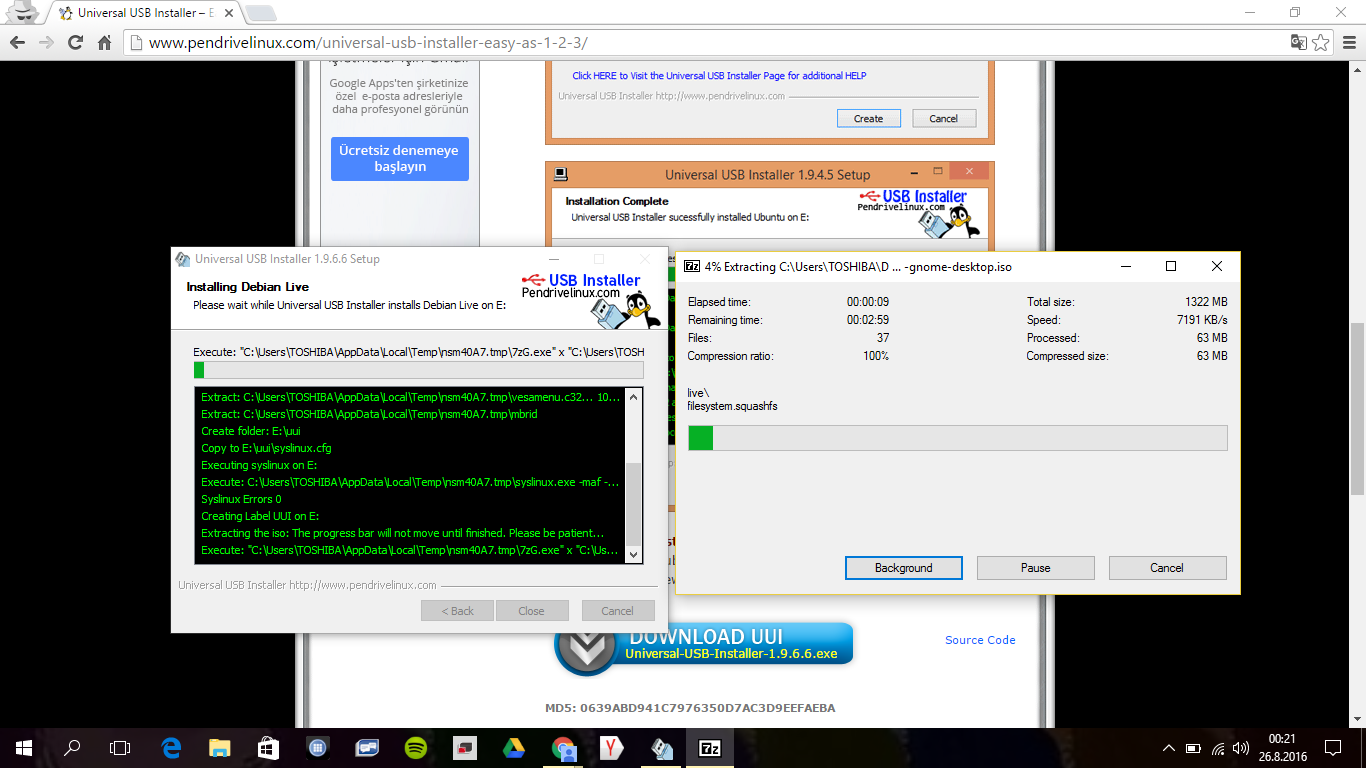 Universal USB Installer – E
www.pendrivelinux.com/universal-usb-installer-easy-as-1-2-3/
Google Apps'ten şirketinize
özel e-posta adresleriyle
daha profesyonel görünün
Ücretsiz denemeye
başlayın
Click HERE to Visit the Universal USB Installer Page for additional HELP
Universal USB Installer http://www.pendrivelinux.com
Create
Cancel
Universal USB Installer 1.9.4.5 Setup
Installation Complete
Universal USB Installer sucessfully installed Ubuntu on E:
USB Installer
Pendrivelinux.com
Universal USB Installer 1.9.6.6 Setup
Installing Debian Live
Please wait while Universal USB Installer installs Debian Live on E:
USB Installer
Pendrivelinux.com
Execute: "C:\Users\TOSHIBA\AppData\Local\Temp\nsm40A7.tmp\7zG.exe" x "C:\Users\TOSH
Extract: C:\Users\TOSHIBA\AppData\Local\Temp\nsm40A7.tmp\vesamenu.c32... 10...
Extract: C:\Users\TOSHIBA\AppData\Local\Temp\nsm40A7.tmp\mbrid
Create folder: E:\uui
Copy to E:\uui\syslinux.cfg
Executing syslinux on E:
Execute: C:\Users\TOSHIBA\AppData\Local\Temp\nsm40A7.tmp\syslinux.exe -maf -...
Syslinux Errors 0
Creating Label UUI on E:
Extracting the iso: The progress bar will not move until finished. Please be patient...
Execute: "C:\Users\TOSHIBA\AppData\Local\Temp\nsm40A7.tmp\7zG.exe" x "C:\Us...
Universal USB Installer http://www.pendrivelinux.com
< Back
Close
Cancel
7z 4% Extracting C:\Users\TOSHIBA\D ... -gnome-desktop.iso
Elapsed time: 00:00:09 Total size: 1322 MB
Remaining time: 00:02:59 Speed: 7191 KB/s
Files: 37 Processed: 63 MB
Compression ratio: 100% Compressed size: 63 MB
live\
filesystem.squashfs
Background
Pause
Cancel
DOWNLOAD UUI
Universal-USB-Installer-1.9.6.6.exe
Source Code
MD5: 0639ABD941C7976350D7AC3D9EEFAEBA
7z
00:21
26.8.2016